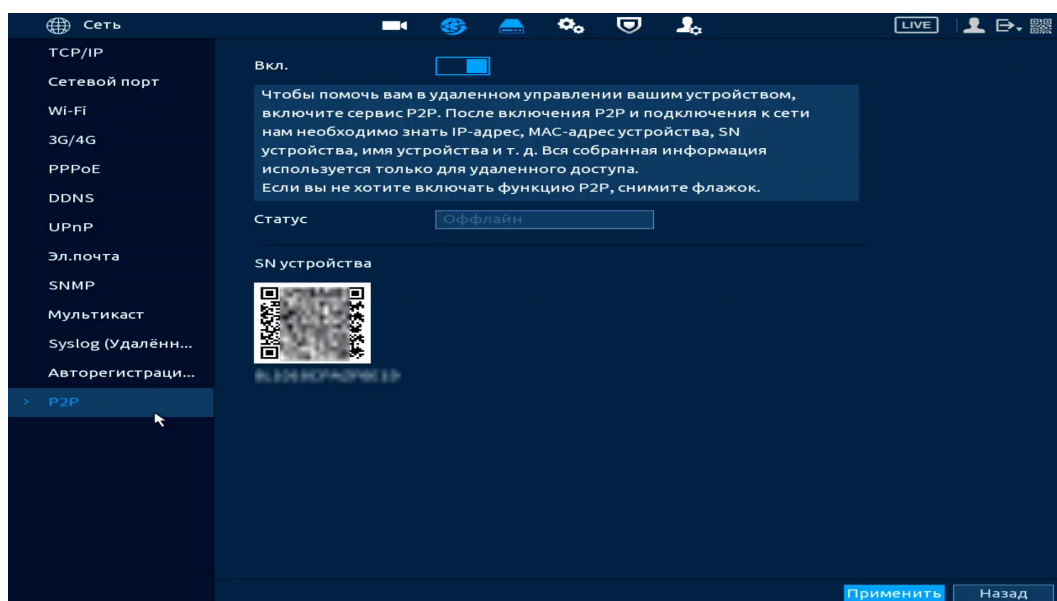 Сеть
LIVE
TCP/IP
Сетевой порт
Wi-Fi
3G/4G
PPPoE
DDNS
UPnP
Эл.почта
SNMP
Мультикаст
Syslog (Удалённ...
Авторегистраци...
> P2P
Вкл.
Чтобы помочь вам в удаленном управлении вашим устройством,
включите сервис P2P. После включения P2P и подключения к сети
нам необходимо знать IP-адрес, MAC-адрес устройства, SN
устройства, имя устройства и т. д. Вся собранная информация
используется только для удаленного доступа.
Если вы не хотите включать функцию P2P, снимите флажок.
Статус
Оффлайн
SN устройства
Применить
Назад